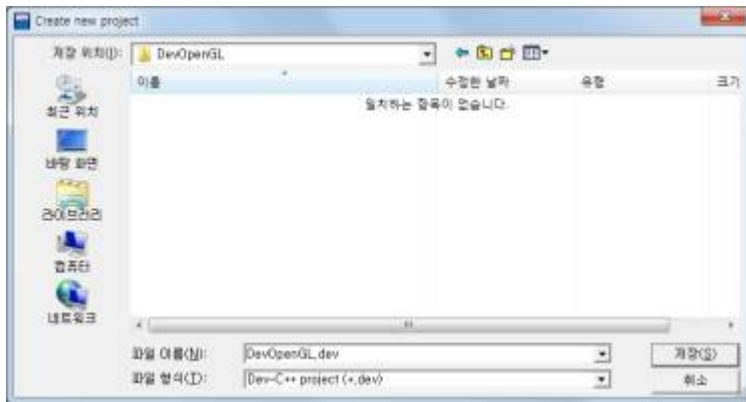 Create new project
저장 위치(I): DevOpenGL
이름 수정한 날짜 유형 크기
일치하는 항목이 없습니다.
최근 위치
바탕 화면
라이브러리
컴퓨터
네트워크
파일 이름(N): DevOpenGL.dev 저장(S)
파일 형식(T): Dev-C++ project (*.dev) 취소